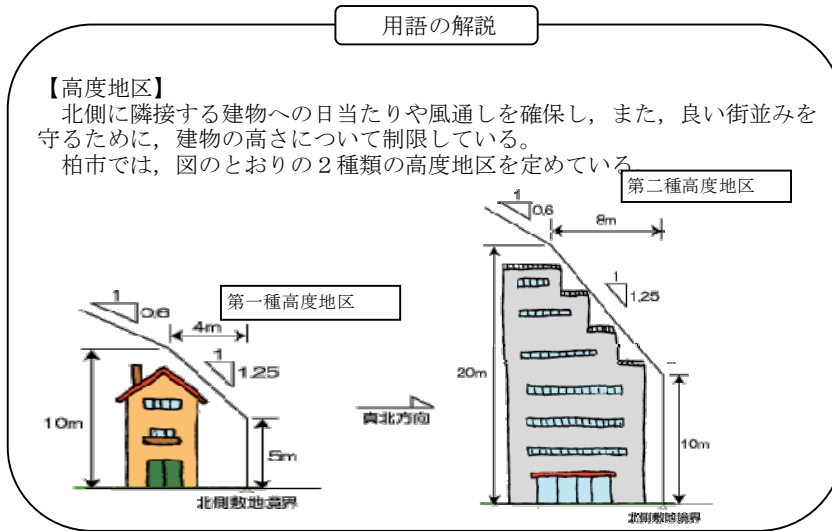 用語の解説
【高度地区】
北側に隣接する建物への日当たりや風通しを確保し，また，良い街並みを
守るために，建物の高さについて制限している。
柏市では，図のとおりの２種類の高度地区を定めている。
第二種高度地区
1
0.6
8m
1
1.25
20m
10m
北側敷地境界
第一種高度地区
1
0.6
4m
1
1.25
10m
5m
北側敷地境界
真北方向